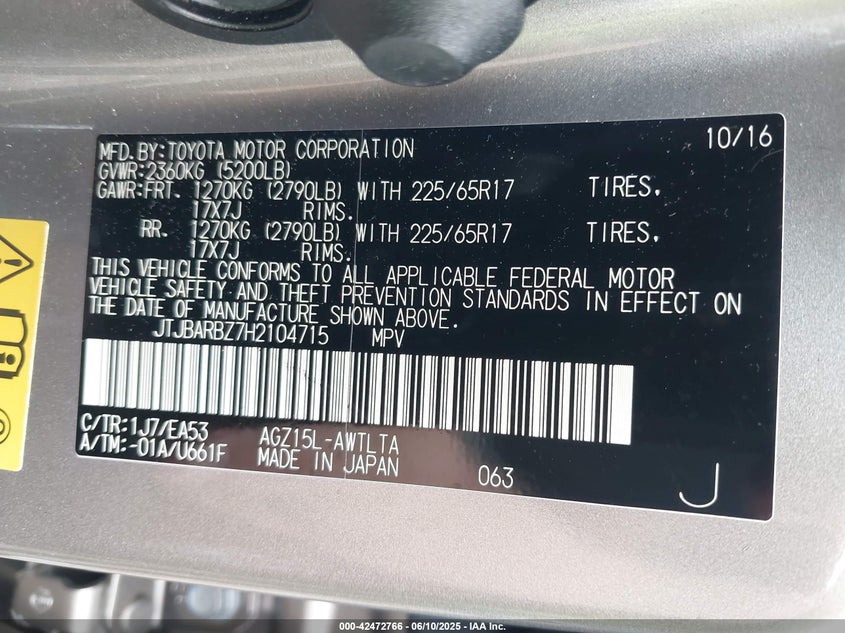 MFD. BY: TOYOTA MOTOR CORPORATION 10/16
GVWR: 2360KG (5200LB)
GAWR: FRT. 1270KG (2790LB) WITH 225/65R17 TIRES,
17X7J RIMS.
RR. 1270KG (2790LB) WITH 225/65R17 TIRES,
17X7J RIMS.
THIS VEHICLE CONFORMS TO ALL APPLICABLE FEDERAL MOTOR
VEHICLE SAFETY AND THEFT PREVENTION STANDARDS IN EFFECT ON
THE DATE OF MANUFACTURE SHOWN ABOVE.
JTJBARBZ7H2104715 MPV
C/TR: 1J7/EA53 AGZ15L-AWTLTA
A/TM: -01A/U661F MADE IN JAPAN
063 J
000-42472766 - 06/10/2025 - IAA Inc.